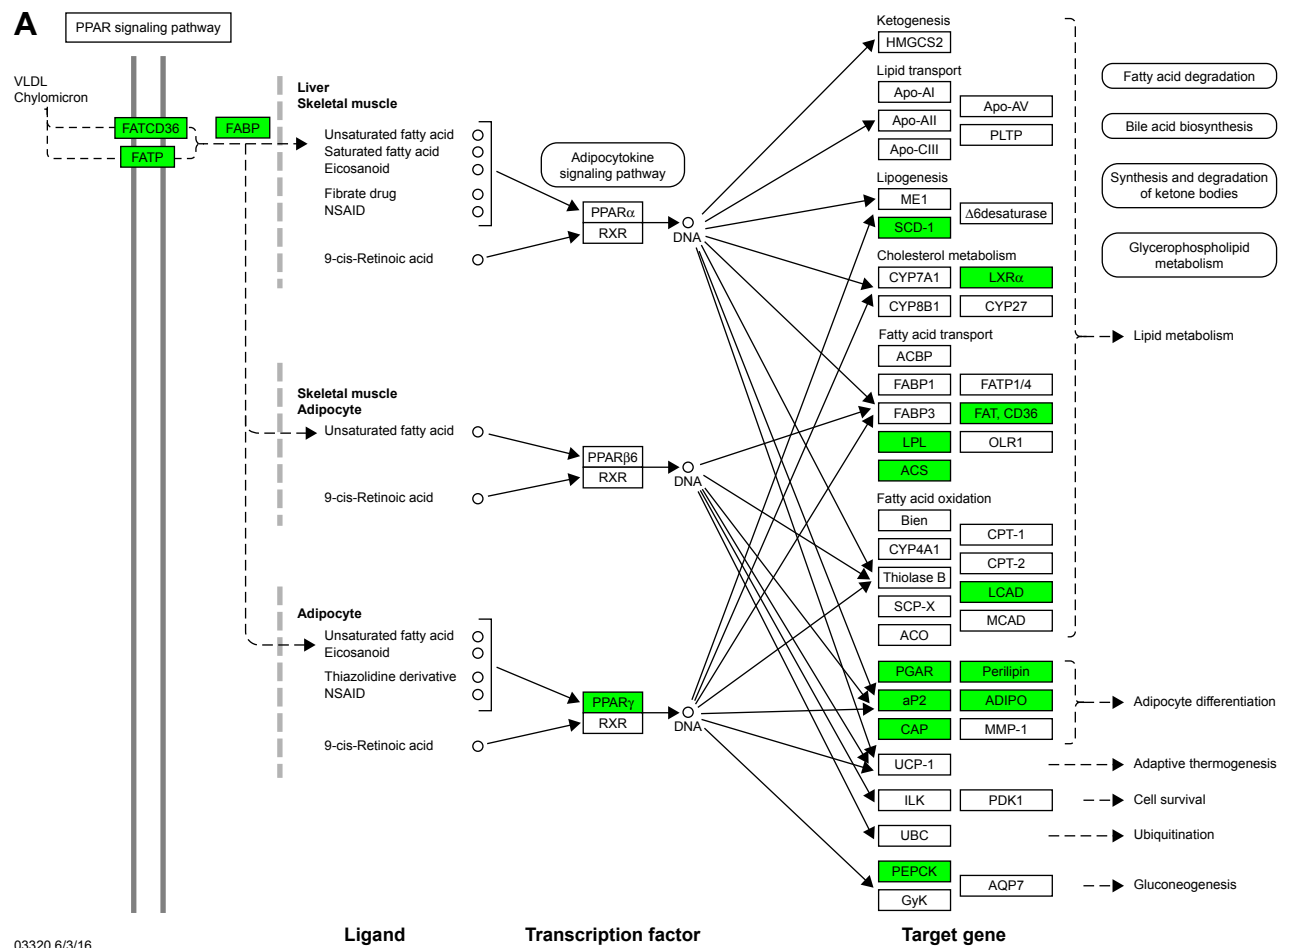 A
PPAR signaling pathway
VLDL
Chylomicron
FATCD36
FATP
FABP
Liver
Skeletal muscle
Unsaturated fatty acid
Saturated fatty acid
Eicosanoid
Fibrate drug
NSAID
9-cis-Retinoic acid
Skeletal muscle
Adipocyte
Unsaturated fatty acid
9-cis-Retinoic acid
Adipocyte
Unsaturated fatty acid
Eicosanoid
Thiazolidine derivative
NSAID
9-cis-Retinoic acid
Adipocytokine
signaling pathway
PPARα
RXR
DNA
PPARβ6
RXR
DNA
PPARγ
RXR
DNA
Ketogenesis
HMGCS2
Lipid transport
Apo-AI
Apo-AV
Apo-AII
PLTP
Apo-CIII
Lipogenesis
ME1
Δ6desaturase
SCD-1
Cholesterol metabolism
CYP7A1
LXRα
CYP8B1
CYP27
Fatty acid transport
ACBP
FABP1
FATP1/4
FABP3
FAT, CD36
LPL
OLR1
ACS
Fatty acid oxidation
Bien
CPT-1
CYP4A1
CPT-2
Thiolase B
LCAD
SCP-X
MCAD
ACO
PGAR
Perilipin
aP2
ADIPO
CAP
MMP-1
UCP-1
ILK
PDK1
UBC
PEPCK
AQP7
GyK
Fatty acid degradation
Bile acid biosynthesis
Synthesis and degradation
of ketone bodies
Glycerophospholipid
metabolism
Lipid metabolism
Adipocyte differentiation
Adaptive thermogenesis
Cell survival
Ubiquitination
Gluconeogenesis
Ligand
Transcription factor
Target gene
03320 6/3/16